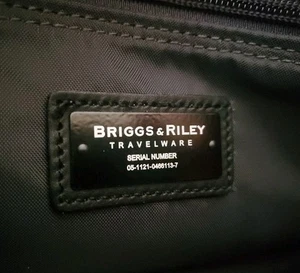 BRIGGS & RILEY
TRAVELWARE
SERIAL NUMBER
05-1121-0466113-7